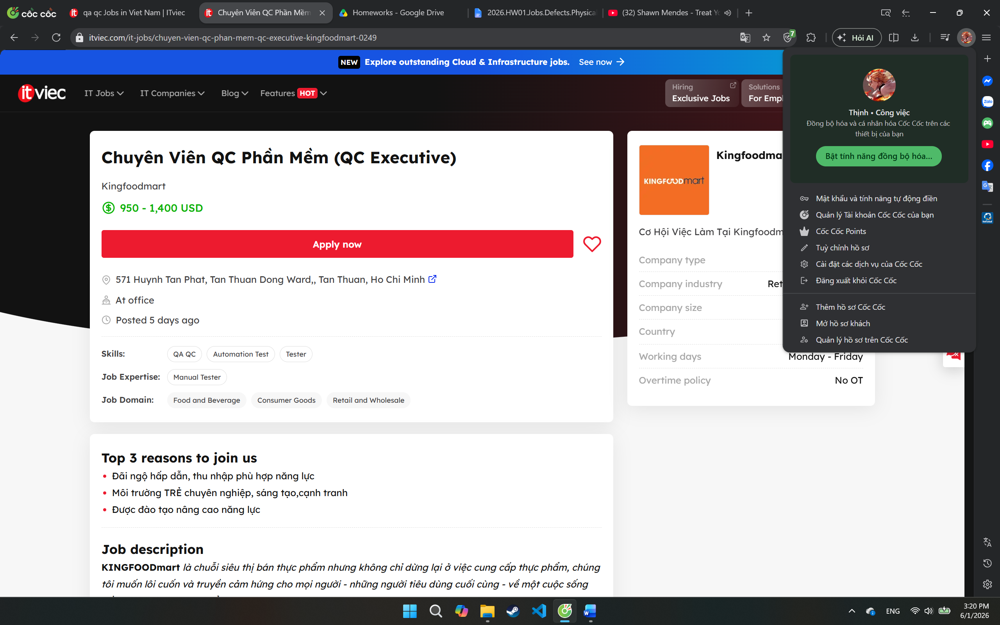 cốc cốc
qa qc Jobs in Viet Nam | ITviec
Chuyên Viên QC Phần Mềm
Homeworks - Google Drive
2026.HW01.Jobs.Defects.Physical
(32) Shawn Mendes - Treat Yo
itviec.com/it-jobs/chuyen-vien-qc-phan-mem-qc-executive-kingfoodmart-0249
7
Hỏi AI
NEW Explore outstanding Cloud & Infrastructure jobs. See now
itviec
IT Jobs
IT Companies
Blog
Features HOT
Hiring
Exclusive Jobs
Solutions
For Empl
Chuyên Viên QC Phần Mềm (QC Executive)
Kingfoodmart
950 - 1,400 USD
Apply now
571 Huynh Tan Phat, Tan Thuan Dong Ward,, Tan Thuan, Ho Chi Minh
At office
Posted 5 days ago
Skills: QA QC Automation Test Tester
Job Expertise: Manual Tester
Job Domain: Food and Beverage Consumer Goods Retail and Wholesale
Top 3 reasons to join us
• Đãi ngộ hấp dẫn, thu nhập phù hợp năng lực
• Môi trường TRẺ chuyên nghiệp, sáng tạo,cạnh tranh
• Được đào tạo nâng cao năng lực
Job description
KINGFOODmart là chuỗi siêu thị bán thực phẩm nhưng không chỉ dừng lại ở việc cung cấp thực phẩm, chúng
tôi muốn lôi cuốn và truyền cảm hứng cho mọi người - những người tiêu dùng cuối cùng - về một cuộc sống
KINGFOODmart
Kingfoodma
Cơ Hội Việc Làm Tại Kingfoodm
Company type
Company industry Ret
Company size
Country
Working days Monday - Friday
Overtime policy No OT
Thịnh • Công việc
Đồng bộ hóa và cá nhân hóa Cốc Cốc trên các
thiết bị của bạn
Bật tính năng đồng bộ hóa...
Mật khẩu và tính năng tự động điền
Quản lý Tài khoản Cốc Cốc của bạn
Cốc Cốc Points
Tuỳ chỉnh hồ sơ
Cài đặt các dịch vụ của Cốc Cốc
Đăng xuất khỏi Cốc Cốc
Thêm hồ sơ Cốc Cốc
Mở hồ sơ khách
Quản lý hồ sơ trên Cốc Cốc
Zalo
ENG
3:20 PM
6/1/2026